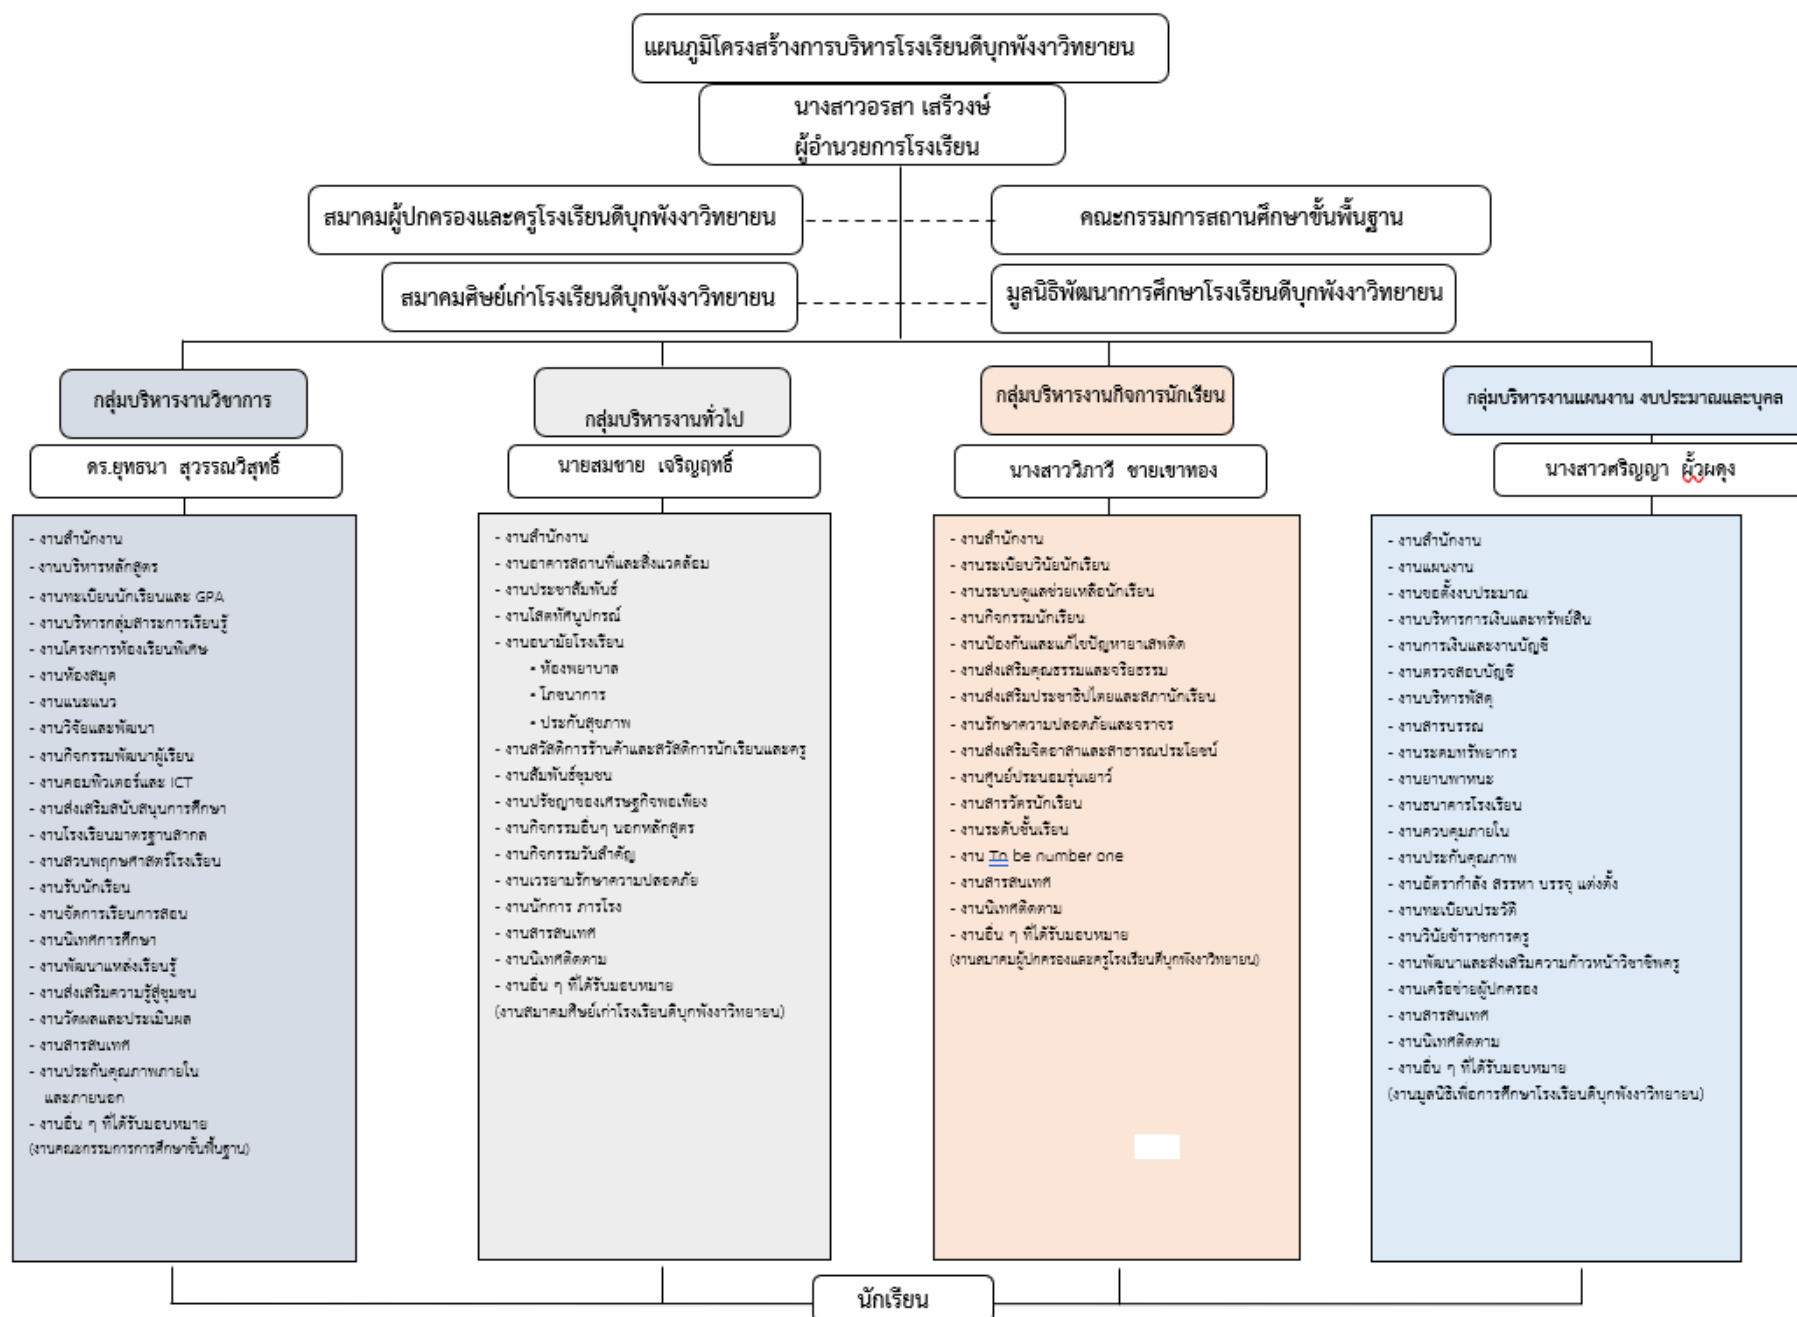 แผนภูมิโครงสร้างการบริหารโรงเรียนดีบุกพังงาวิทยายน
นางสาวอรสา เสรีวงษ์
ผู้อำนวยการโรงเรียน
สมาคมผู้ปกครองและครูโรงเรียนดีบุกพังงาวิทยายน
คณะกรรมการสถานศึกษาขั้นพื้นฐาน
สมาคมศิษย์เก่าโรงเรียนดีบุกพังงาวิทยายน
มูลนิธิพัฒนาการศึกษาโรงเรียนดีบุกพังงาวิทยายน
กลุ่มบริหารงานวิชาการ
ดร.ยุทธนา สุวรรณวิสุทธิ์
- งานสำนักงาน
- งานบริหารหลักสูตร
- งานทะเบียนนักเรียนและ GPA
- งานบริหารกลุ่มสาระการเรียนรู้
- งานโครงการห้องเรียนพิเศษ
- งานห้องสมุด
- งานแนะแนว
- งานวิจัยและพัฒนา
- งานกิจกรรมพัฒนาผู้เรียน
- งานคอมพิวเตอร์และ ICT
- งานส่งเสริมสนับสนุนการศึกษา
- งานโรงเรียนมาตรฐานสากล
- งานสวนพฤกษศาสตร์โรงเรียน
- งานรับนักเรียน
- งานจัดการเรียนการสอน
- งานนิเทศการศึกษา
- งานพัฒนาแหล่งเรียนรู้
- งานส่งเสริมความรู้สู่ชุมชน
- งานวัดผลและประเมินผล
- งานสารสนเทศ
- งานประกันคุณภาพภายใน
และภายนอก
- งานอื่น ๆ ที่ได้รับมอบหมาย
(งานคณะกรรมการการศึกษาขั้นพื้นฐาน)
กลุ่มบริหารงานทั่วไป
นายสมชาย เจริญฤทธิ์
- งานสำนักงาน
- งานอาคารสถานที่และสิ่งแวดล้อม
- งานประชาสัมพันธ์
- งานโสตทัศนูปกรณ์
- งานอนามัยโรงเรียน
▪ ห้องพยาบาล
▪ โภชนาการ
▪ ประกันสุขภาพ
- งานสวัสดิการร้านค้าและสวัสดิการนักเรียนและครู
- งานสัมพันธ์ชุมชน
- งานปรัชญาของเศรษฐกิจพอเพียง
- งานกิจกรรมอื่นๆ นอกหลักสูตร
- งานกิจกรรมวันสำคัญ
- งานเวรยามรักษาความปลอดภัย
- งานนักการ ภารโรง
- งานสารสนเทศ
- งานนิเทศติดตาม
- งานอื่น ๆ ที่ได้รับมอบหมาย
(งานสมาคมศิษย์เก่าโรงเรียนดีบุกพังงาวิทยายน)
กลุ่มบริหารงานกิจการนักเรียน
นางสาววิภาวี ชายเขาทอง
- งานสำนักงาน
- งานระเบียบวินัยนักเรียน
- งานระบบดูแลช่วยเหลือนักเรียน
- งานกิจกรรมนักเรียน
- งานป้องกันและแก้ไขปัญหายาเสพติด
- งานส่งเสริมคุณธรรมและจริยธรรม
- งานส่งเสริมประชาธิปไตยและสภานักเรียน
- งานรักษาความปลอดภัยและจราจร
- งานส่งเสริมจิตอาสาและสาธารณประโยชน์
- งานศูนย์ประนอมรุ่นเยาว์
- งานสารวัตรนักเรียน
- งานระดับชั้นเรียน
- งาน To be number one
- งานสารสนเทศ
- งานนิเทศติดตาม
- งานอื่น ๆ ที่ได้รับมอบหมาย
(งานสมาคมผู้ปกครองและครูโรงเรียนดีบุกพังงาวิทยายน)
กลุ่มบริหารงานแผนงาน งบประมาณและบุคล
นางสาวศริญญา ผั้วผดุง
- งานสำนักงาน
- งานแผนงาน
- งานขอตั้งงบประมาณ
- งานบริหารการเงินและทรัพย์สิน
- งานการเงินและงานบัญชี
- งานตรวจสอบบัญชี
- งานบริหารพัสดุ
- งานสารบรรณ
- งานระดมทรัพยากร
- งานยานพาหนะ
- งานธนาคารโรงเรียน
- งานควบคุมภายใน
- งานประกันคุณภาพ
- งานอัตรากำลัง สรรหา บรรจุ แต่งตั้ง
- งานทะเบียนประวัติ
- งานวินัยข้าราชการครู
- งานพัฒนาและส่งเสริมความก้าวหน้าวิชาชีพครู
- งานเครือข่ายผู้ปกครอง
- งานสารสนเทศ
- งานนิเทศติดตาม
- งานอื่น ๆ ที่ได้รับมอบหมาย
(งานมูลนิธิเพื่อการศึกษาโรงเรียนดีบุกพังงาวิทยายน)
นักเรียน